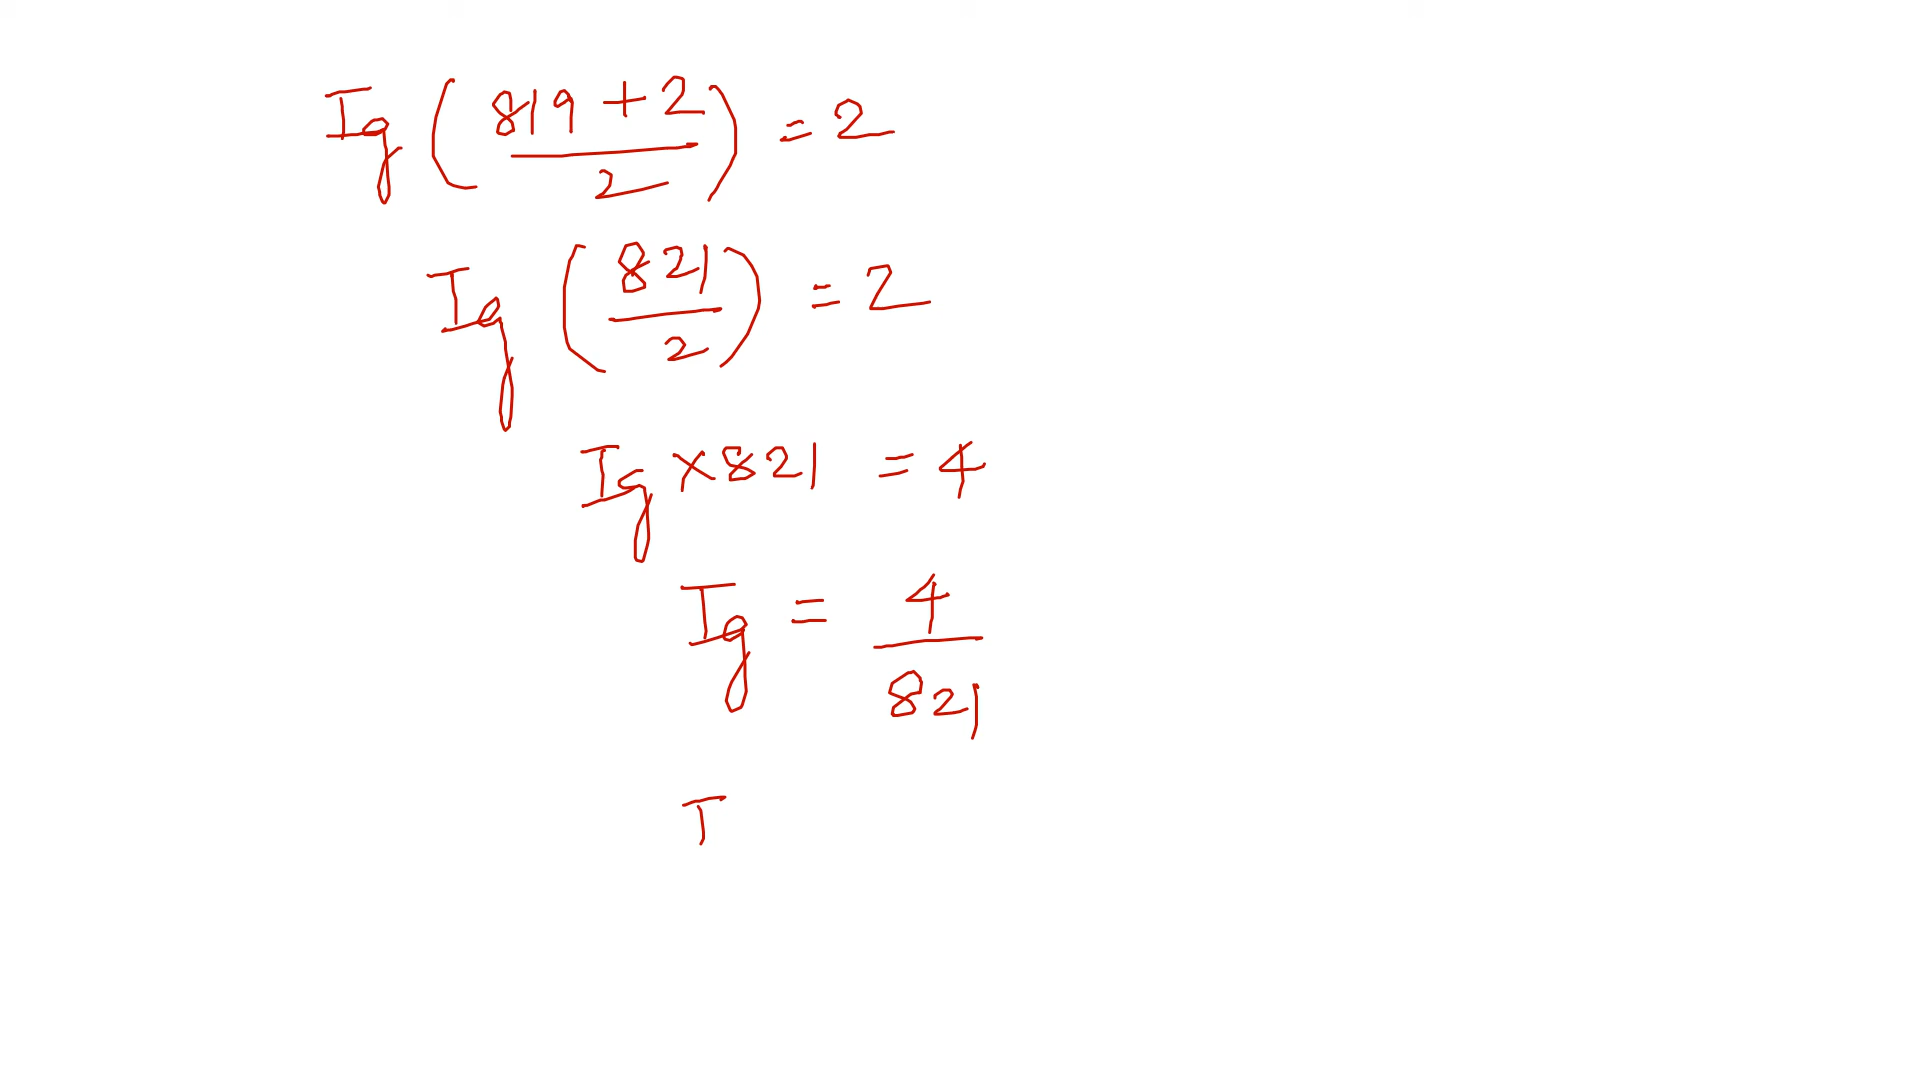 Ig ( (819 + 2) / 2 ) = 2
Ig ( 821 / 2 ) = 2
Ig × 821 = 4
Ig = 4 / 821
I